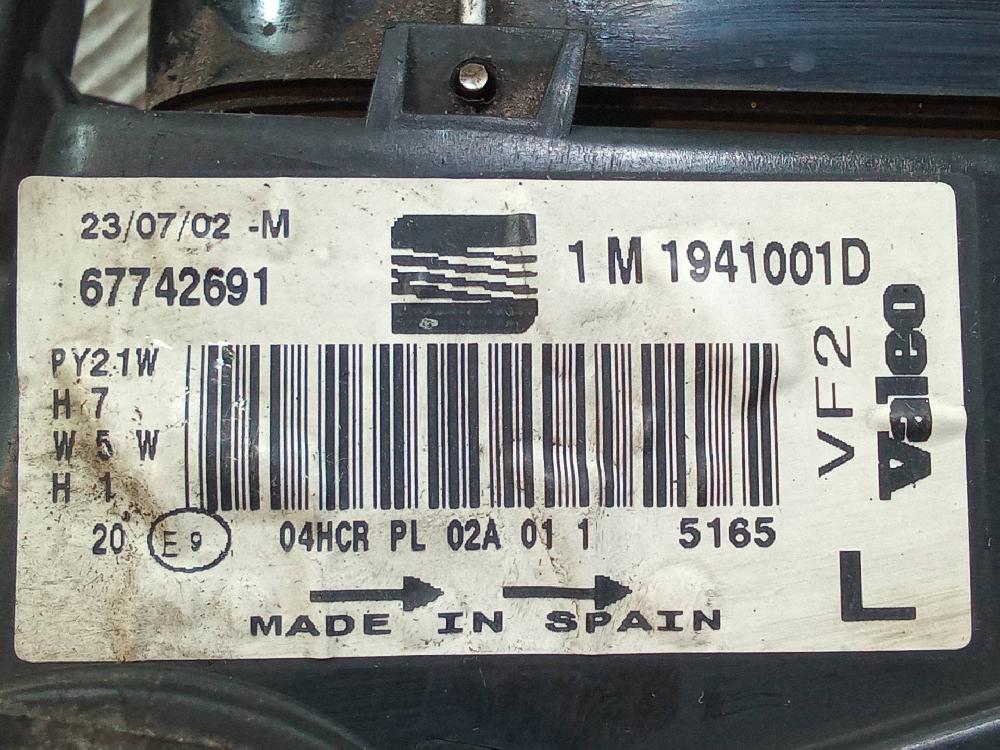 23/07/02 -M
67742691
1 M 1941001D
PY21W
H 7
W 5 W
H 1
VF2
Valeo
20 E 9 04HCR PL 02A 01 1 5165
L
MADE IN SPAIN